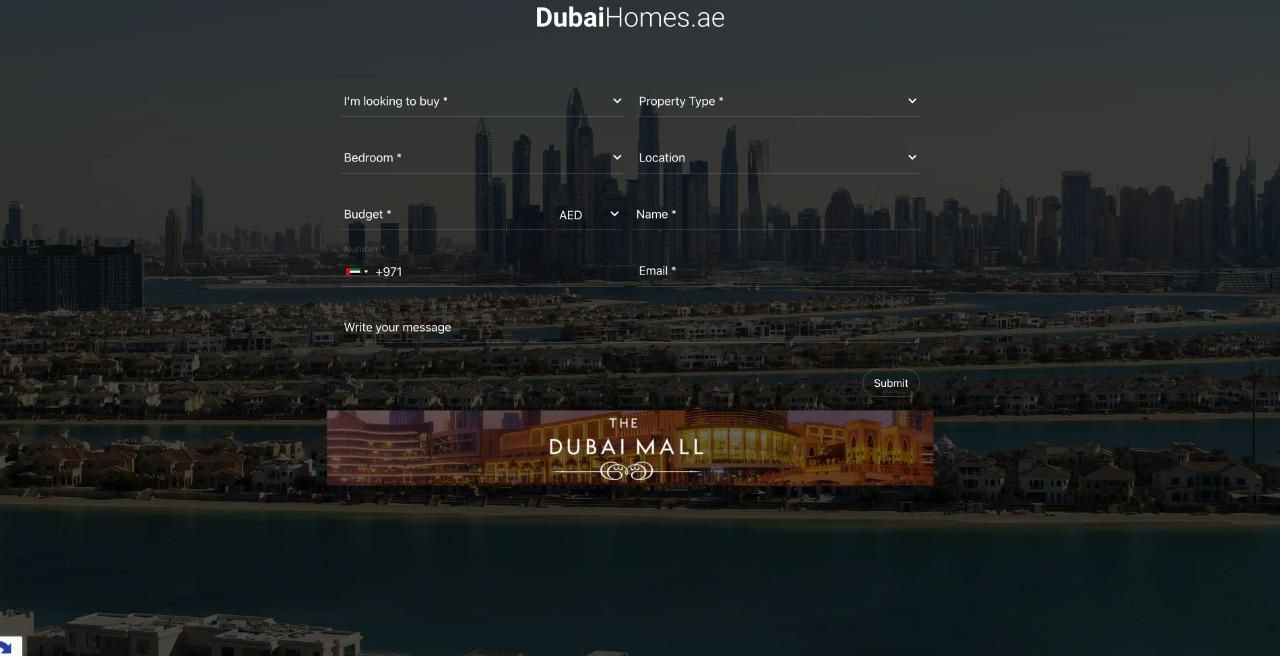 DubaiHomes.ae
I'm looking to buy *
Property Type *
Bedroom *
Location
Budget *
AED
Name *
Number *
+971
Email *
Write your message
Submit
THE
DUBAI MALL